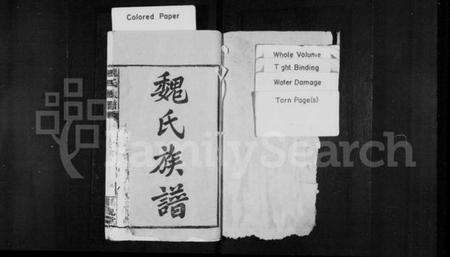 Colored Paper
魏氏族譜
Whole Volume
Tight Binding
Water Damage
Torn Page(s)
FamilySearch